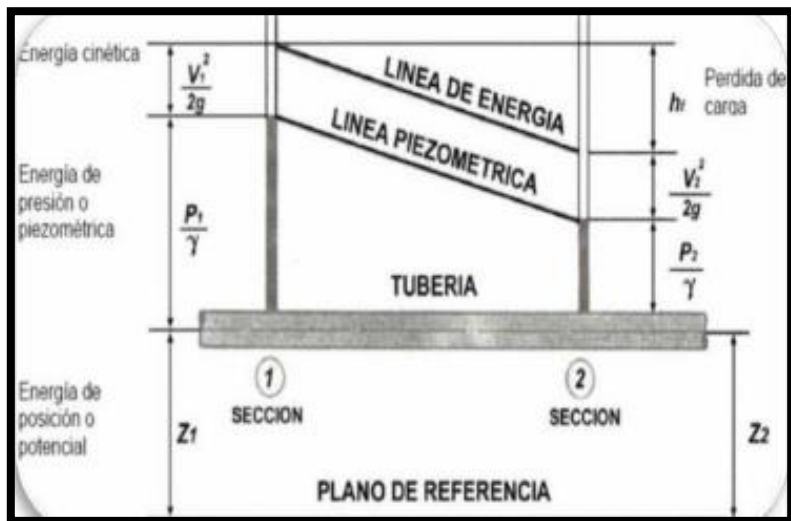 Energía cinética
V₁²
2g
LINEA DE ENERGIA
LINEA PIEZOMETRICA
hf
Perdida de
carga
V₂²
2g
Energía de
presión o
piezométrica
P₁
γ
P₂
γ
TUBERIA
1
SECCION
2
SECCION
Energía de
posición o
potencial
Z1
Z2
PLANO DE REFERENCIA